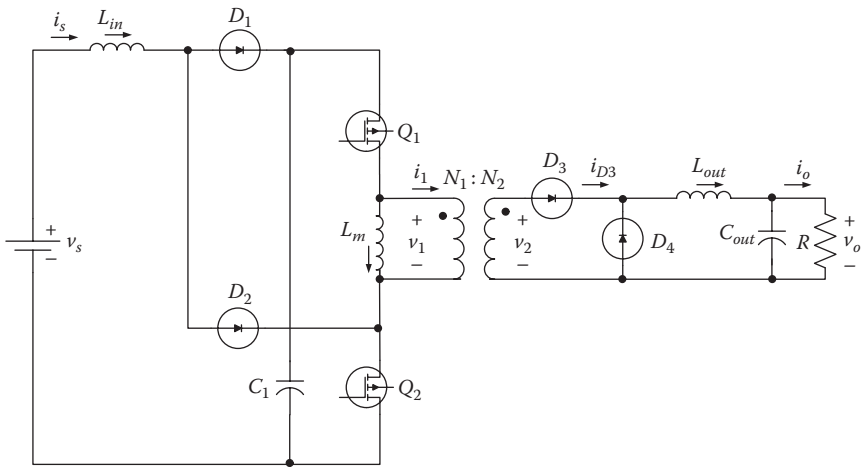 i_s L_in D_1
Q_1
i_1 N_1 : N_2 D_3 i_D3 L_out i_o
+ v_s −
L_m + v_1 − + v_2 − D_4 C_out R + v_o −
D_2
C_1 Q_2